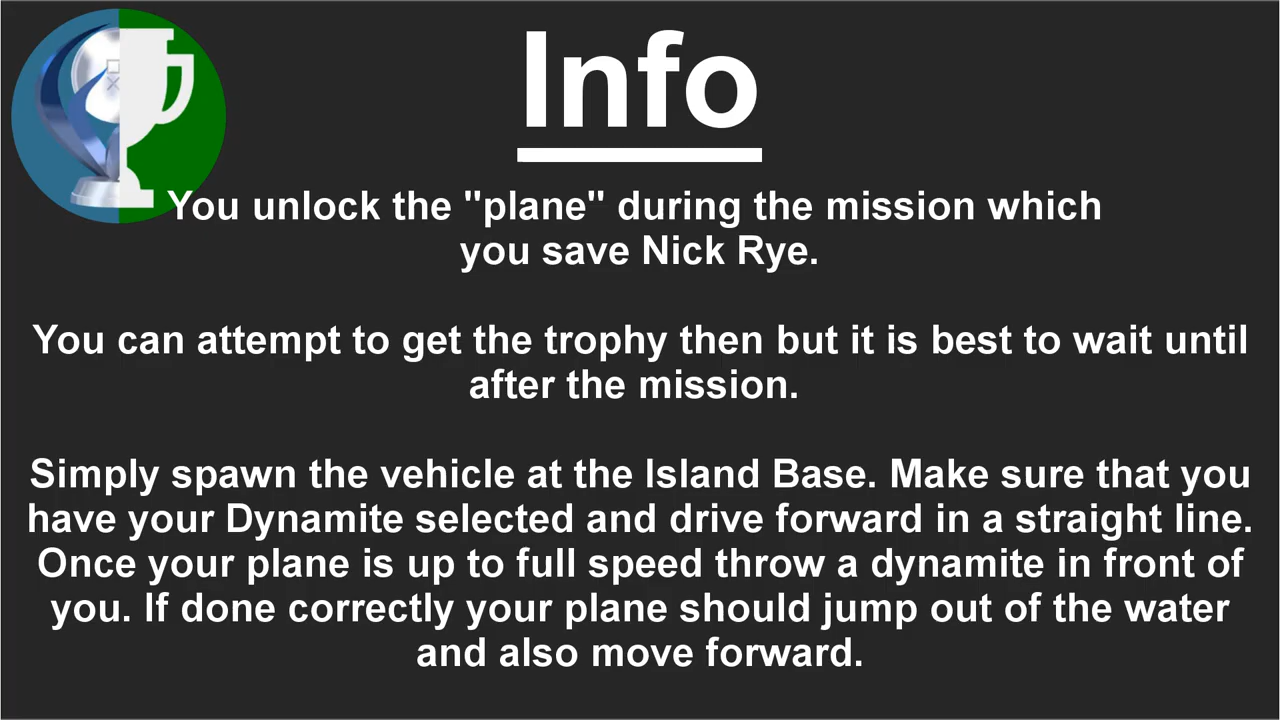 Info
You unlock the "plane" during the mission which
you save Nick Rye.
You can attempt to get the trophy then but it is best to wait until
after the mission.
Simply spawn the vehicle at the Island Base. Make sure that you
have your Dynamite selected and drive forward in a straight line.
Once your plane is up to full speed throw a dynamite in front of
you. If done correctly your plane should jump out of the water
and also move forward.